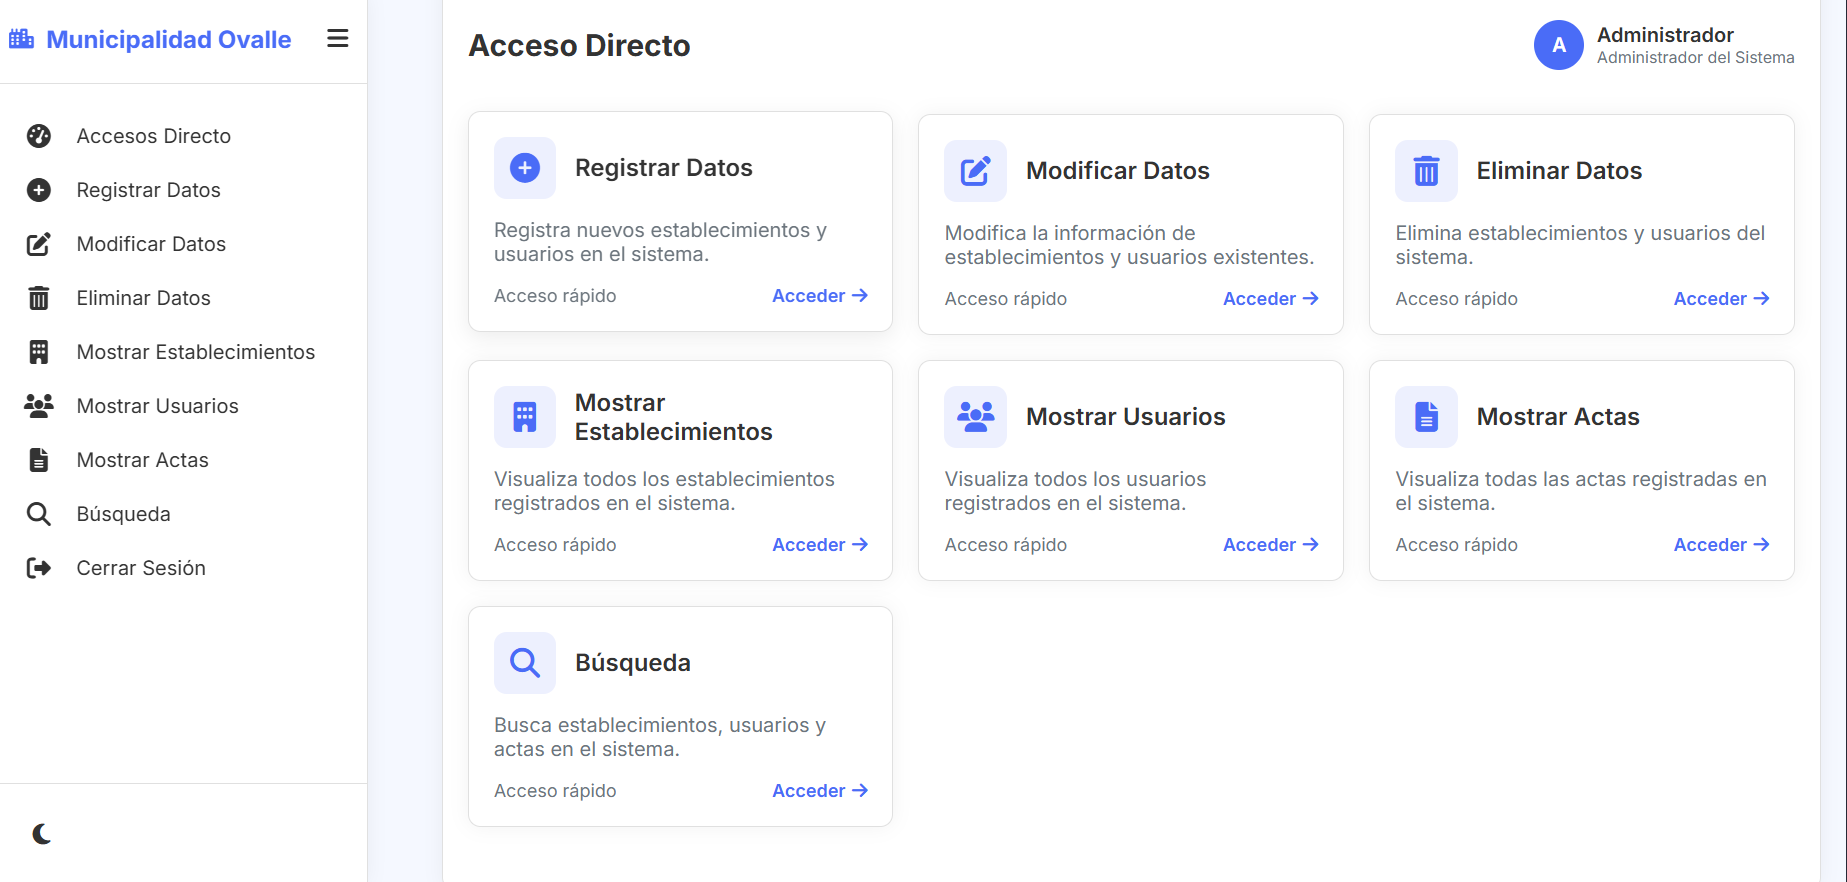 Municipalidad Ovalle
Accesos Directo
Registrar Datos
Modificar Datos
Eliminar Datos
Mostrar Establecimientos
Mostrar Usuarios
Mostrar Actas
Búsqueda
Cerrar Sesión
Acceso Directo
A
Administrador
Administrador del Sistema
Registrar Datos
Registra nuevos establecimientos y
usuarios en el sistema.
Acceso rápido
Acceder
Modificar Datos
Modifica la información de
establecimientos y usuarios existentes.
Acceso rápido
Acceder
Eliminar Datos
Elimina establecimientos y usuarios del
sistema.
Acceso rápido
Acceder
Mostrar
Establecimientos
Visualiza todos los establecimientos
registrados en el sistema.
Acceso rápido
Acceder
Mostrar Usuarios
Visualiza todos los usuarios
registrados en el sistema.
Acceso rápido
Acceder
Mostrar Actas
Visualiza todas las actas registradas en
el sistema.
Acceso rápido
Acceder
Búsqueda
Busca establecimientos, usuarios y
actas en el sistema.
Acceso rápido
Acceder